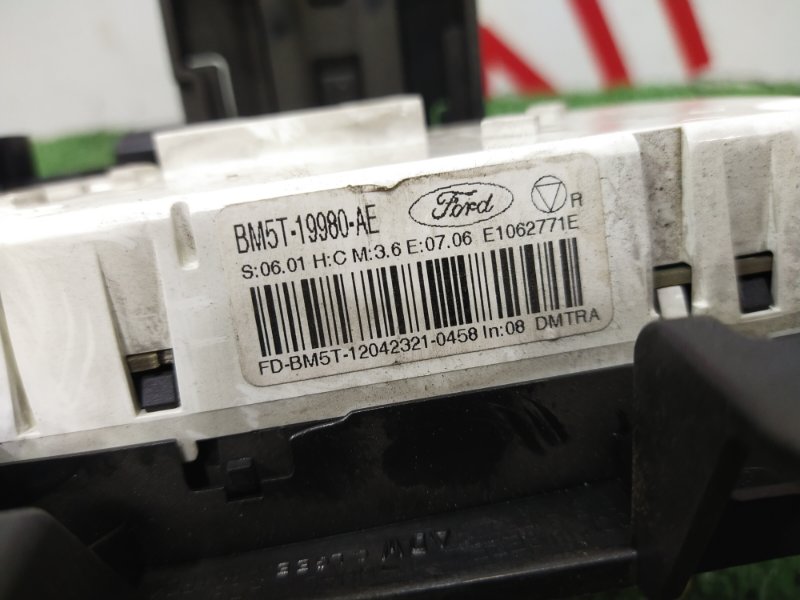 BM5T-19980-AE Ford R
S:06.01 H:C M:3.6 E:07.06 E1062771E
FD-BM5T-12042321-0458 In:08 DMTRA